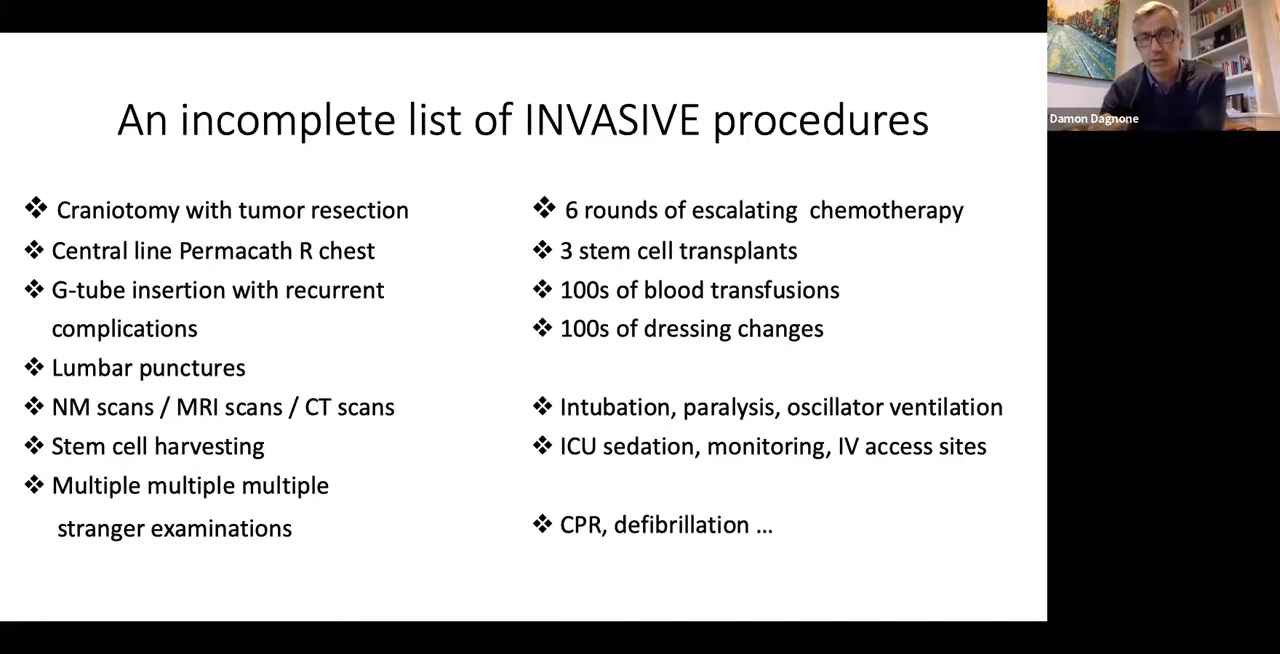 An incomplete list of INVASIVE procedures
❖ Craniotomy with tumor resection
❖ Central line Permacath R chest
❖ G-tube insertion with recurrent
complications
❖ Lumbar punctures
❖ NM scans / MRI scans / CT scans
❖ Stem cell harvesting
❖ Multiple multiple multiple
stranger examinations
❖ 6 rounds of escalating chemotherapy
❖ 3 stem cell transplants
❖ 100s of blood transfusions
❖ 100s of dressing changes
❖ Intubation, paralysis, oscillator ventilation
❖ ICU sedation, monitoring, IV access sites
❖ CPR, defibrillation ...
Damon Dagnone